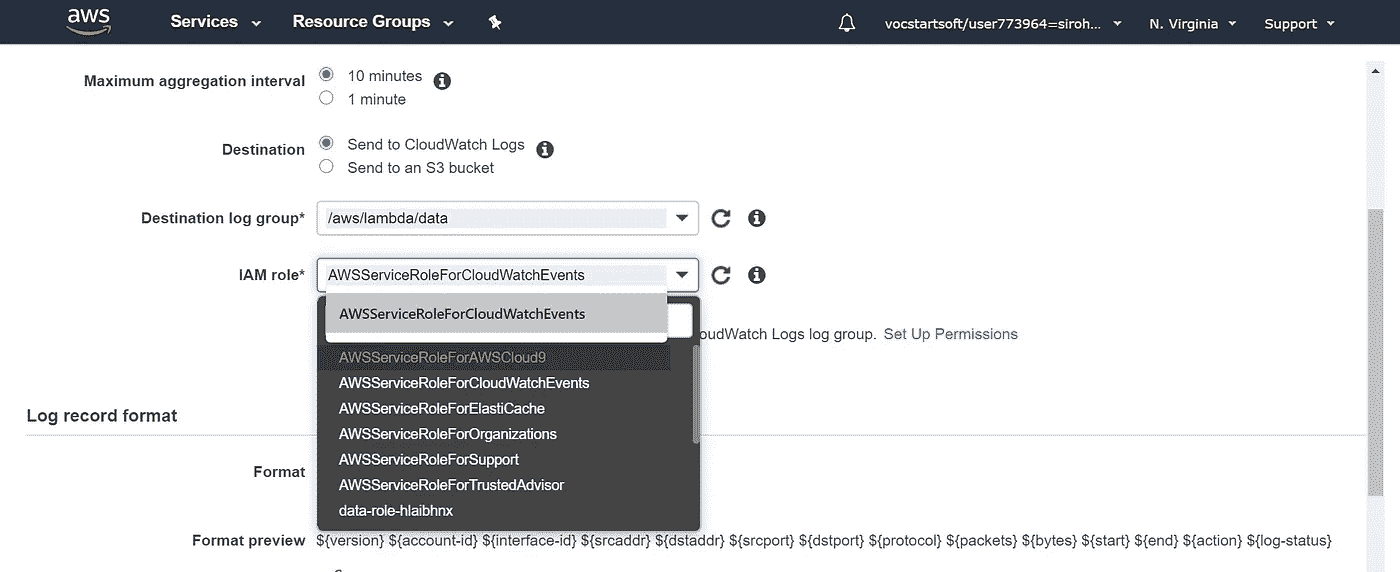 aws Services Resource Groups vocstartsoft/user773964=siroh... N. Virginia Support
Maximum aggregation interval 10 minutes
1 minute
Destination Send to CloudWatch Logs
Send to an S3 bucket
Destination log group* /aws/lambda/data
IAM role* AWSServiceRoleForCloudWatchEvents
AWSServiceRoleForCloudWatchEvents
oudWatch Logs log group. Set Up Permissions
AWSServiceRoleForAWSCloud9
AWSServiceRoleForCloudWatchEvents
AWSServiceRoleForElastiCache
Log record format
AWSServiceRoleForOrganizations
AWSServiceRoleForSupport
Format
AWSServiceRoleForTrustedAdvisor
data-role-hlaibhnx
Format preview ${version} ${account-id} ${interface-id} ${srcaddr} ${dstaddr} ${srcport} ${dstport} ${protocol} ${packets} ${bytes} ${start} ${end} ${action} ${log-status}